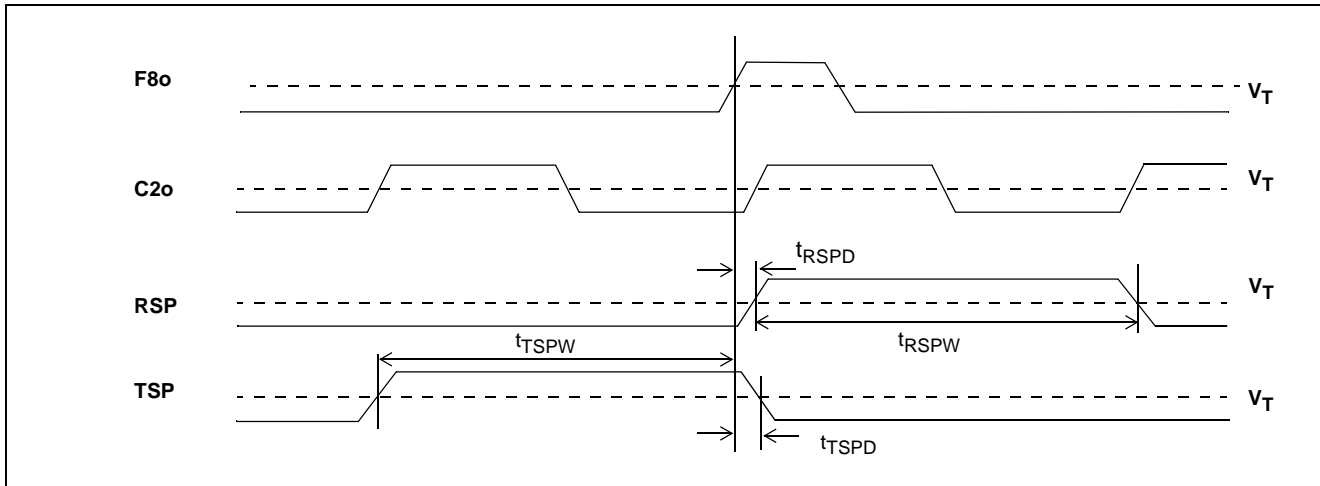 F8o
V_T
C2o
V_T
t_RSPD
RSP
V_T
t_TSPW
t_RSPW
TSP
V_T
t_TSPD